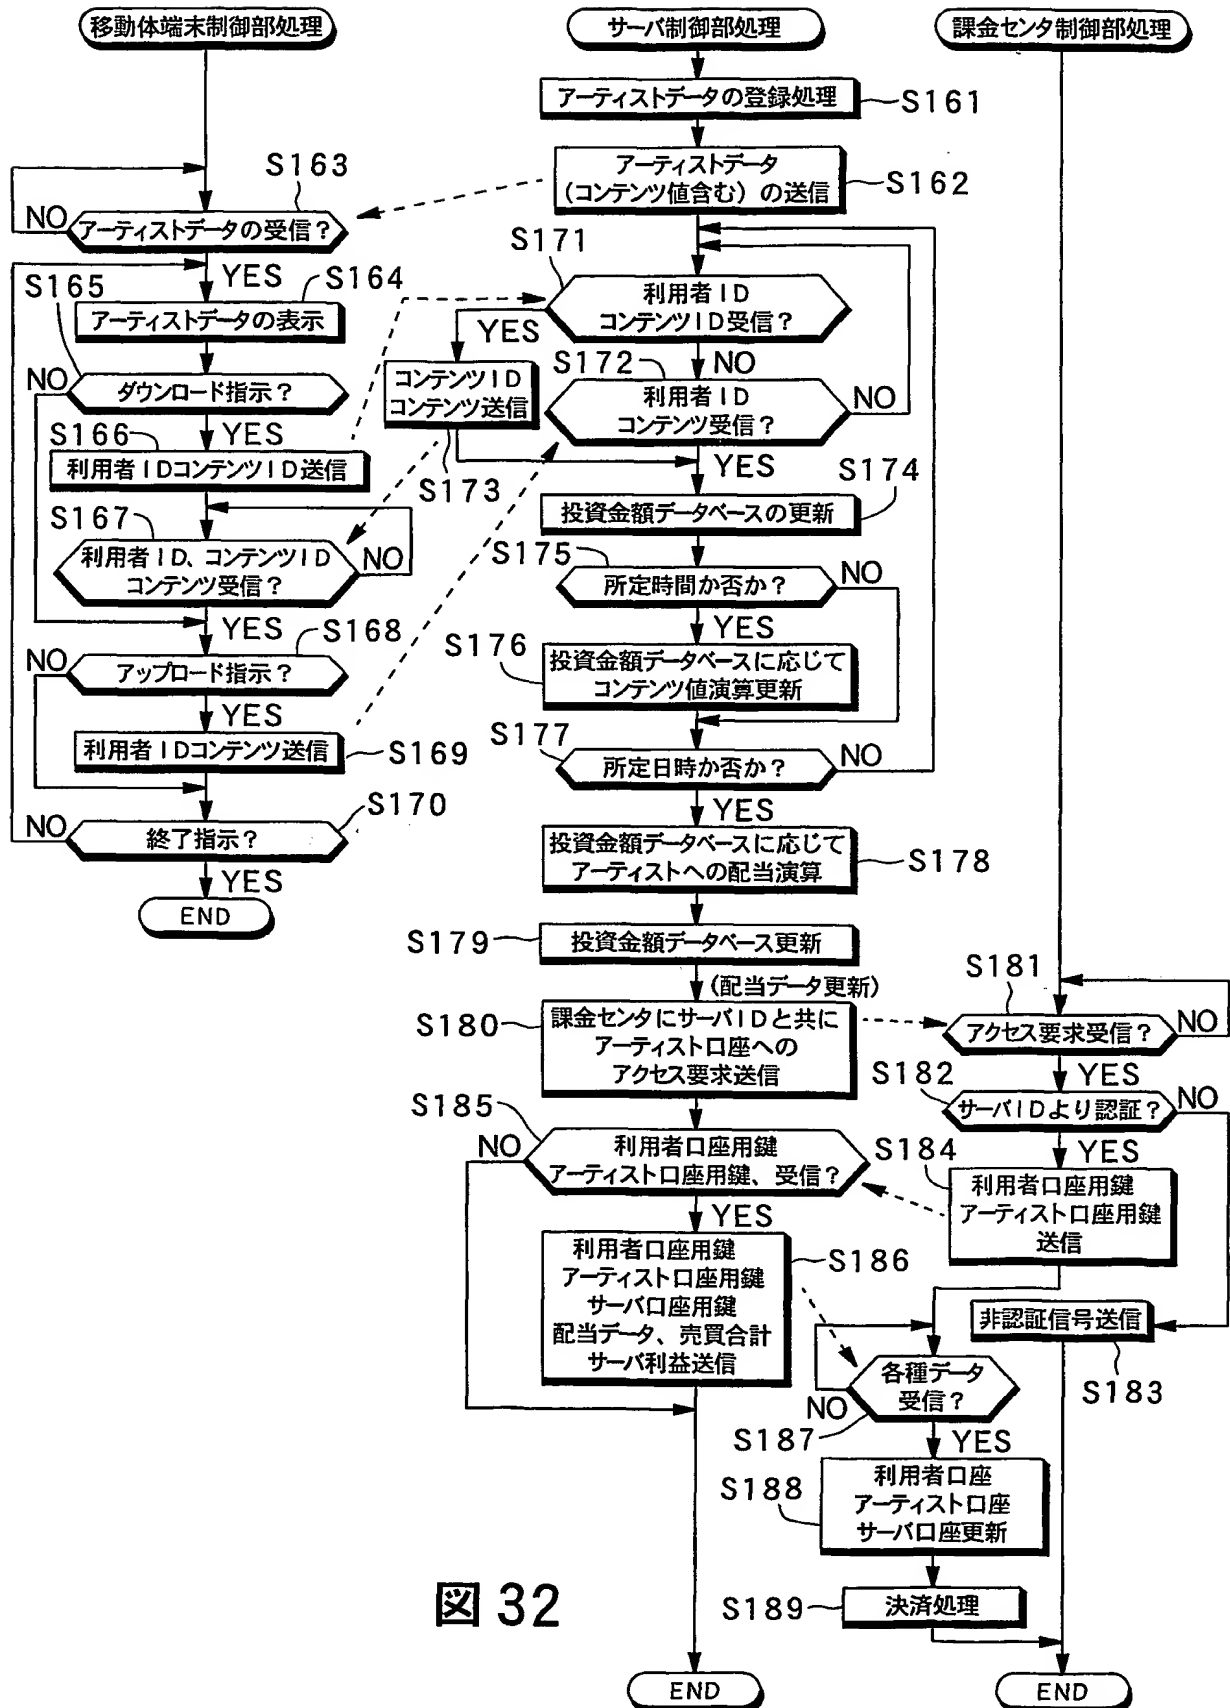 移動体端末制御部処理
サーバ制御部処理
課金センタ制御部処理
アーティストデータの登録処理
S161
アーティストデータ
(コンテンツ値含む)の送信
S162
S163
アーティストデータの受信?
NO
YES
S164
アーティストデータの表示
S165
ダウンロード指示?
NO
YES
S166
利用者IDコンテンツID送信
S167
利用者ID、コンテンツID
コンテンツ受信?
NO
YES
S168
アップロード指示?
NO
YES
利用者IDコンテンツ送信
S169
S170
終了指示?
NO
YES
END
S171
利用者ID
コンテンツID受信?
YES
NO
S172
コンテンツID
コンテンツ送信
S173
利用者ID
コンテンツ受信?
NO
YES
S174
投資金額データベースの更新
S175
所定時間か否か?
NO
YES
S176
投資金額データベースに応じて
コンテンツ値演算更新
S177
所定日時か否か?
NO
YES
投資金額データベースに応じて
アーティストへの配当演算
S178
S179
投資金額データベース更新
(配当データ更新)
S180
課金センタにサーバIDと共に
アーティスト口座への
アクセス要求送信
S181
アクセス要求受信?
NO
YES
S182
サーバIDより認証?
NO
YES
S184
利用者口座用鍵
アーティスト口座用鍵
送信
S185
利用者口座用鍵
アーティスト口座用鍵、受信?
NO
YES
利用者口座用鍵
アーティスト口座用鍵
サーバ口座用鍵
配当データ、売買合計
サーバ利益送信
S186
非認証信号送信
S183
各種データ
受信?
NO
S187
YES
S188
利用者口座
アーティスト口座
サーバ口座更新
S189
決済処理
END
END
図32